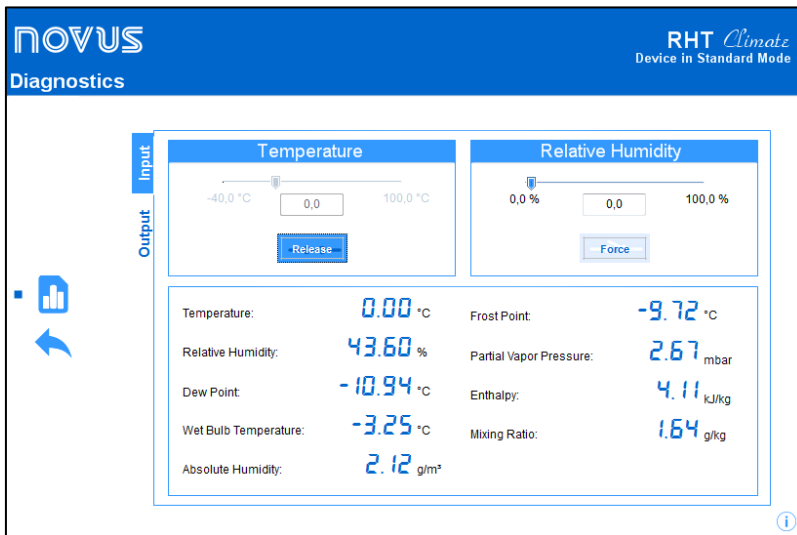 novus
RHT Climate
Device in Standard Mode
Diagnostics
Input
Output
Temperature
-40,0 °C
0,0
100,0 °C
Release
Relative Humidity
0,0 %
0,0
100,0 %
Force
Temperature: 0.00 °C
Relative Humidity: 43.60 %
Dew Point: -10.94 °C
Wet Bulb Temperature: -3.25 °C
Absolute Humidity: 2.12 g/m³
Frost Point: -9.72 °C
Partial Vapor Pressure: 2.67 mbar
Enthalpy: 4.11 kJ/kg
Mixing Ratio: 1.64 g/kg
i